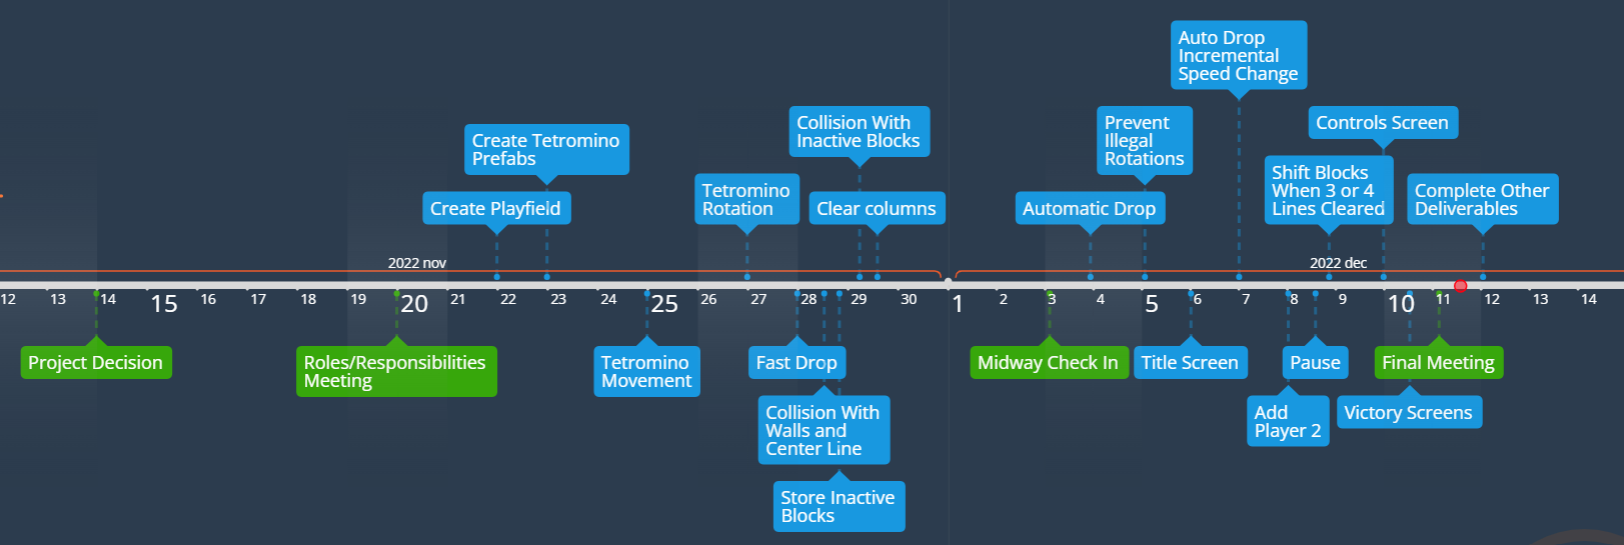 Auto Drop
Incremental
Speed Change
Collision With
Inactive Blocks
Prevent
Illegal
Rotations
Controls Screen
Create Tetromino
Prefabs
Shift Blocks
When 3 or 4
Lines Cleared
Tetromino
Rotation
Complete Other
Deliverables
Create Playfield
Clear columns
Automatic Drop
2022 nov
2022 dec
12 13 14 15 16 17 18 19 20 21 22 23 24 25 26 27 28 29 30 1 2 3 4 5 6 7 8 9 10 11 12 13 14
Project Decision
Roles/Responsibilities
Meeting
Tetromino
Movement
Fast Drop
Midway Check In
Title Screen
Pause
Final Meeting
Collision With
Walls and
Center Line
Add
Player 2
Victory Screens
Store Inactive
Blocks